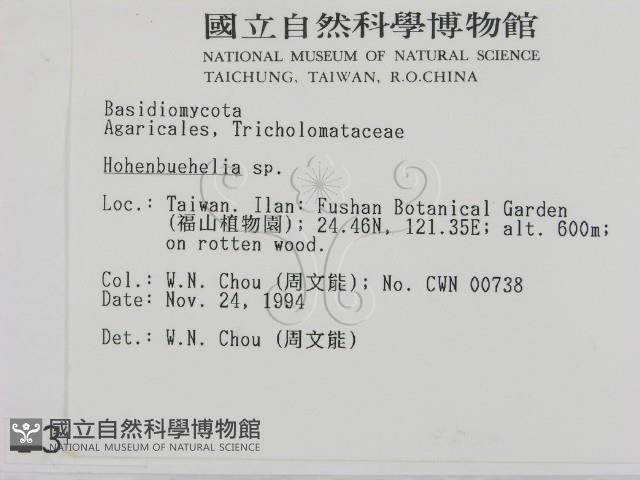 國立自然科學博物館
NATIONAL MUSEUM OF NATURAL SCIENCE
TAICHUNG, TAIWAN, R.O.CHINA
Basidiomycota
Agaricales, Tricholomataceae
Hohenbuehelia sp.
Loc.: Taiwan. Ilan: Fushan Botanical Garden
(福山植物園); 24.46N, 121.35E; alt. 600m;
on rotten wood.
Col.: W.N. Chou (周文能); No. CWN 00738
Date: Nov. 24, 1994
Det.: W.N. Chou (周文能)
國立自然科學博物館
NATIONAL MUSEUM OF NATURAL SCIENCE